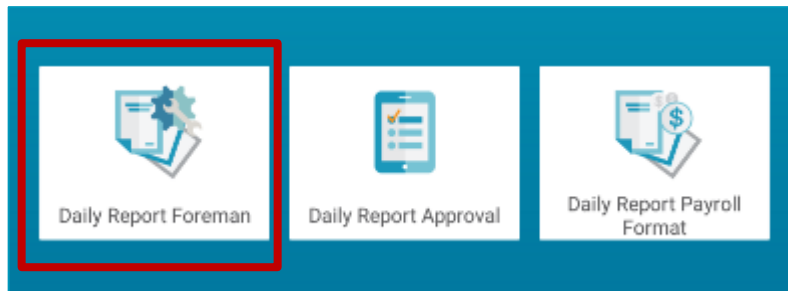 Daily Report Foreman
Daily Report Approval
Daily Report Payroll
Format
$